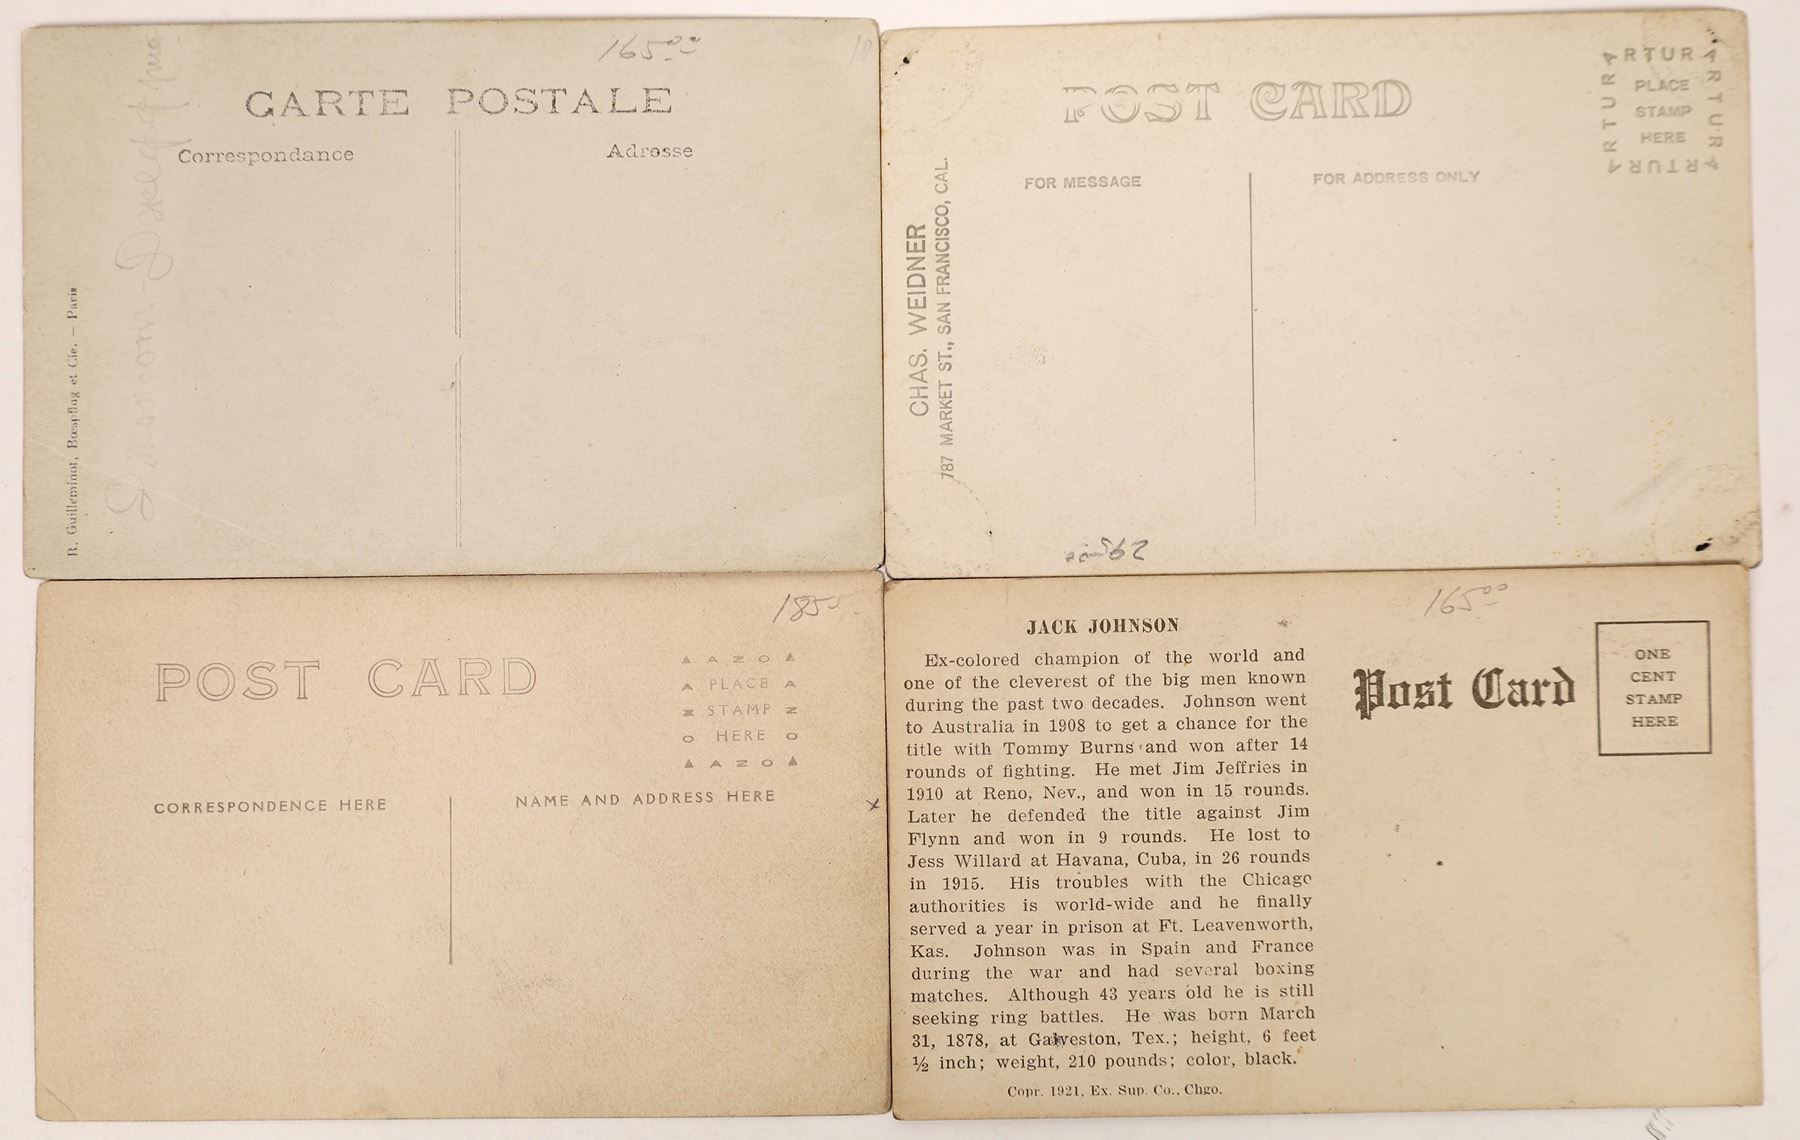 165.00
CARTE POSTALE
Correspondance
Adresse
R. Guilleminot, Bœspflug et Cie. — Paris
POST CARD
FOR MESSAGE
FOR ADDRESS ONLY
ARTURA
PLACE
STAMP
HERE
ARTURA
ARTURA
ARTURA
CHAS. WEIDNER
787 MARKET ST., SAN FRANCISCO, CAL.
185
POST CARD
AZO
PLACE
STAMP
HERE
AZO
AZO
AZO
CORRESPONDENCE HERE
NAME AND ADDRESS HERE
x
165.00
JACK JOHNSON
Ex-colored champion of the world and
one of the cleverest of the big men known
during the past two decades. Johnson went
to Australia in 1908 to get a chance for the
title with Tommy Burns and won after 14
rounds of fighting. He met Jim Jeffries in
1910 at Reno, Nev., and won in 15 rounds.
Later he defended the title against Jim
Flynn and won in 9 rounds. He lost to
Jess Willard at Havana, Cuba, in 26 rounds
in 1915. His troubles with the Chicago
authorities is world-wide and he finally
served a year in prison at Ft. Leavenworth,
Kas. Johnson was in Spain and France
during the war and had several boxing
matches. Although 43 years old he is still
seeking ring battles. He was born March
31, 1878, at Galveston, Tex.; height, 6 feet
½ inch; weight, 210 pounds; color, black.
Copr. 1921, Ex. Sup. Co., Chgo.
Post Card
ONE
CENT
STAMP
HERE